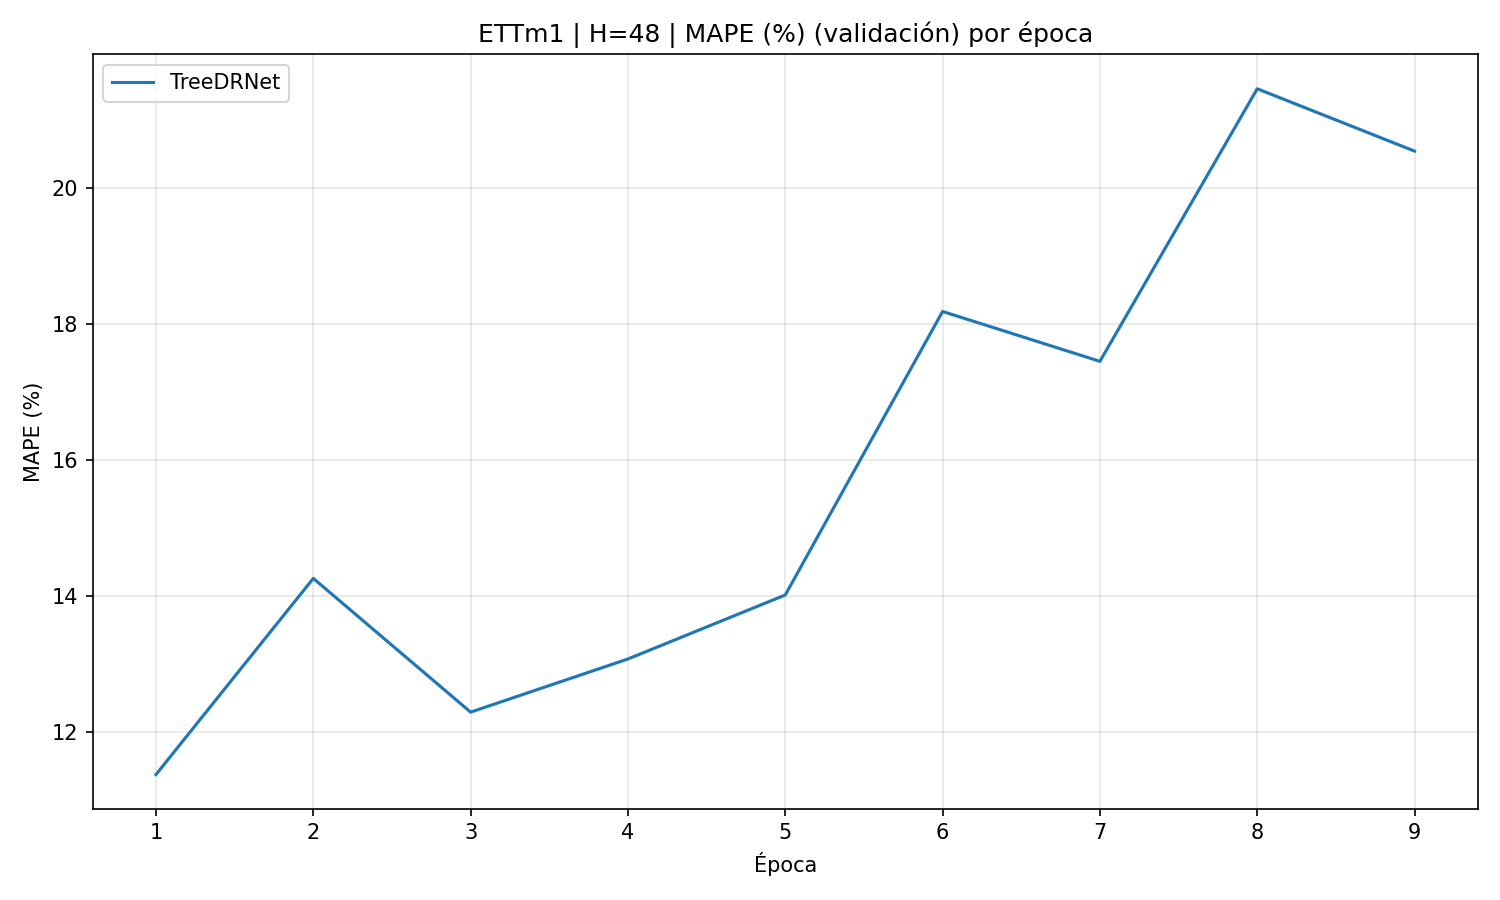 ETTm1 | H=48 | MAPE (%) (validación) por época
TreeDRNet
MAPE (%)
20
18
16
14
12
1 2 3 4 5 6 7 8 9
Época